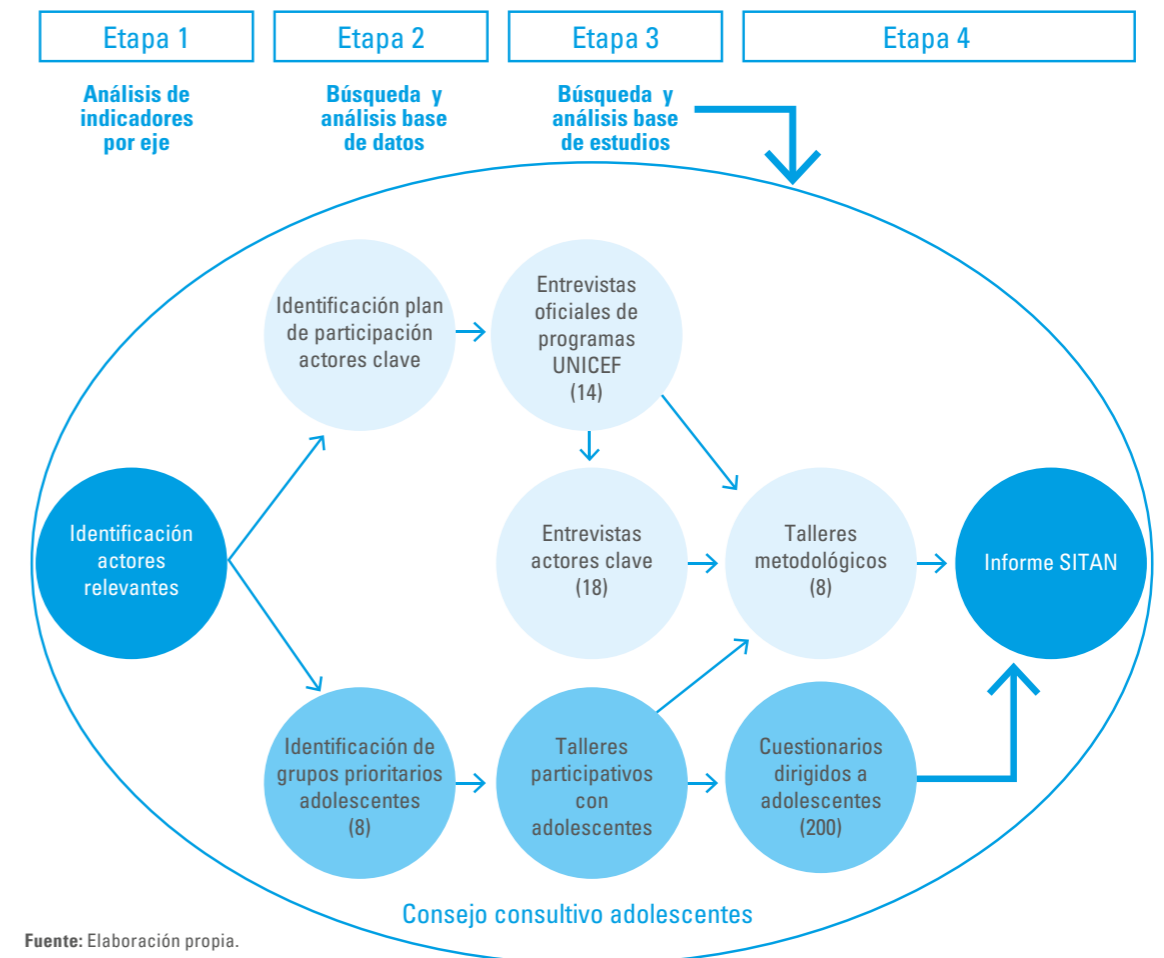 Etapa 1
Etapa 2
Etapa 3
Etapa 4
Análisis de
indicadores
por eje
Búsqueda y
análisis base
de datos
Búsqueda y
análisis base
de estudios
Identificación plan
de participación
actores clave
Entrevistas
oficiales de
programas
UNICEF
(14)
Identificación
actores
relevantes
Entrevistas
actores clave
(18)
Talleres
metodológicos
(8)
Informe SITAN
Identificación de
grupos prioritarios
adolescentes
(8)
Talleres
participativos
con
adolescentes
Cuestionarios
dirigidos a
adolescentes
(200)
Consejo consultivo adolescentes
Fuente: Elaboración propia.